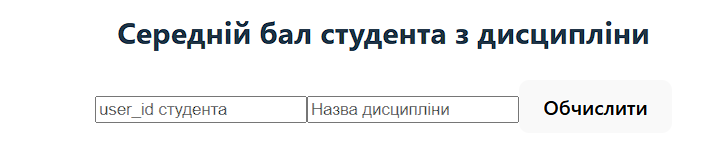 Середній бал студента з дисципліни
user_id студента Назва дисципліни Обчислити